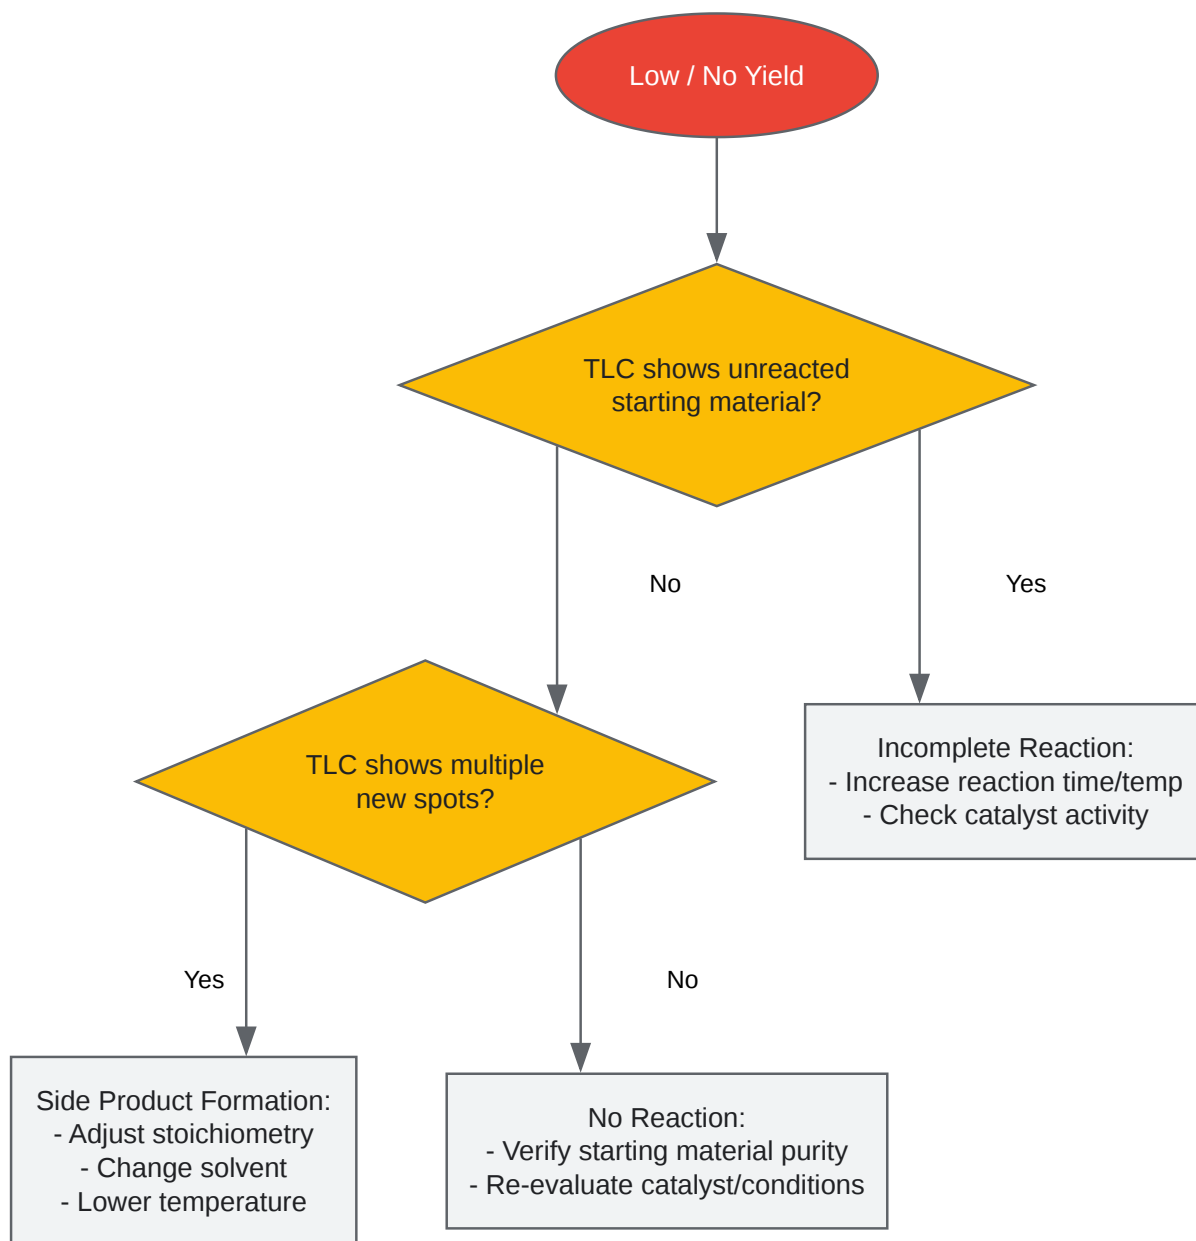 Low / No Yield
TLC shows unreacted
starting material?
No
Yes
TLC shows multiple
new spots?
Incomplete Reaction:
- Increase reaction time/temp
- Check catalyst activity
Yes
No
Side Product Formation:
- Adjust stoichiometry
- Change solvent
- Lower temperature
No Reaction:
- Verify starting material purity
- Re-evaluate catalyst/conditions